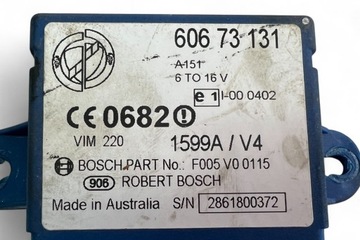 606 73 131
A151
6 TO 16 V
e1 I-00 0402
CE 0682
VIM 220 1599A / V4
BOSCH.PART No.: F005 V0 0115
906 ROBERT BOSCH
Made in Australia S/N 2861800372